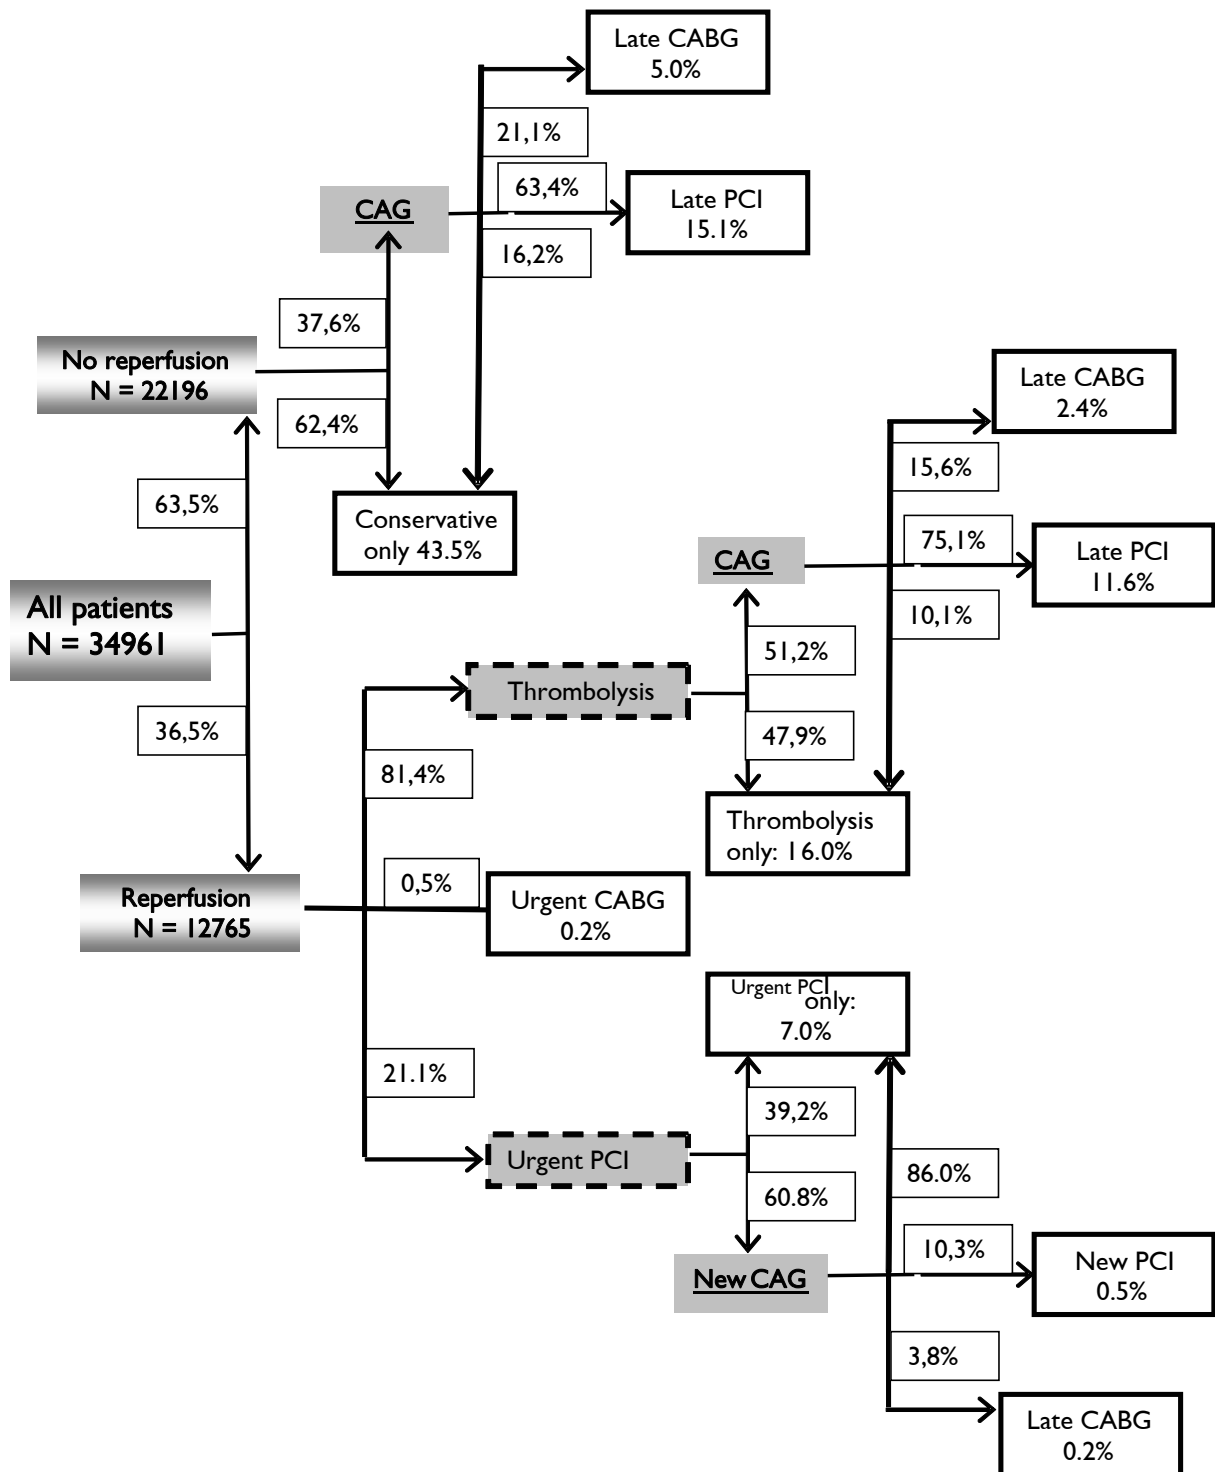 Late CABG
5.0%
21,1%
63,4%
CAG
Late PCI
15.1%
16,2%
37,6%
No reperfusion
N = 22196
62,4%
63,5%
Conservative
only 43.5%
Late CABG
2.4%
15,6%
75,1%
CAG
Late PCI
11.6%
10,1%
All patients
N = 34961
51,2%
Thrombolysis
36,5%
47,9%
81,4%
Thrombolysis
only: 16.0%
0,5%
Reperfusion
N = 12765
Urgent CABG
0.2%
Urgent PCI
only:
7.0%
21.1%
39,2%
Urgent PCI
86.0%
60.8%
10,3%
New CAG
New PCI
0.5%
3,8%
Late CABG
0.2%